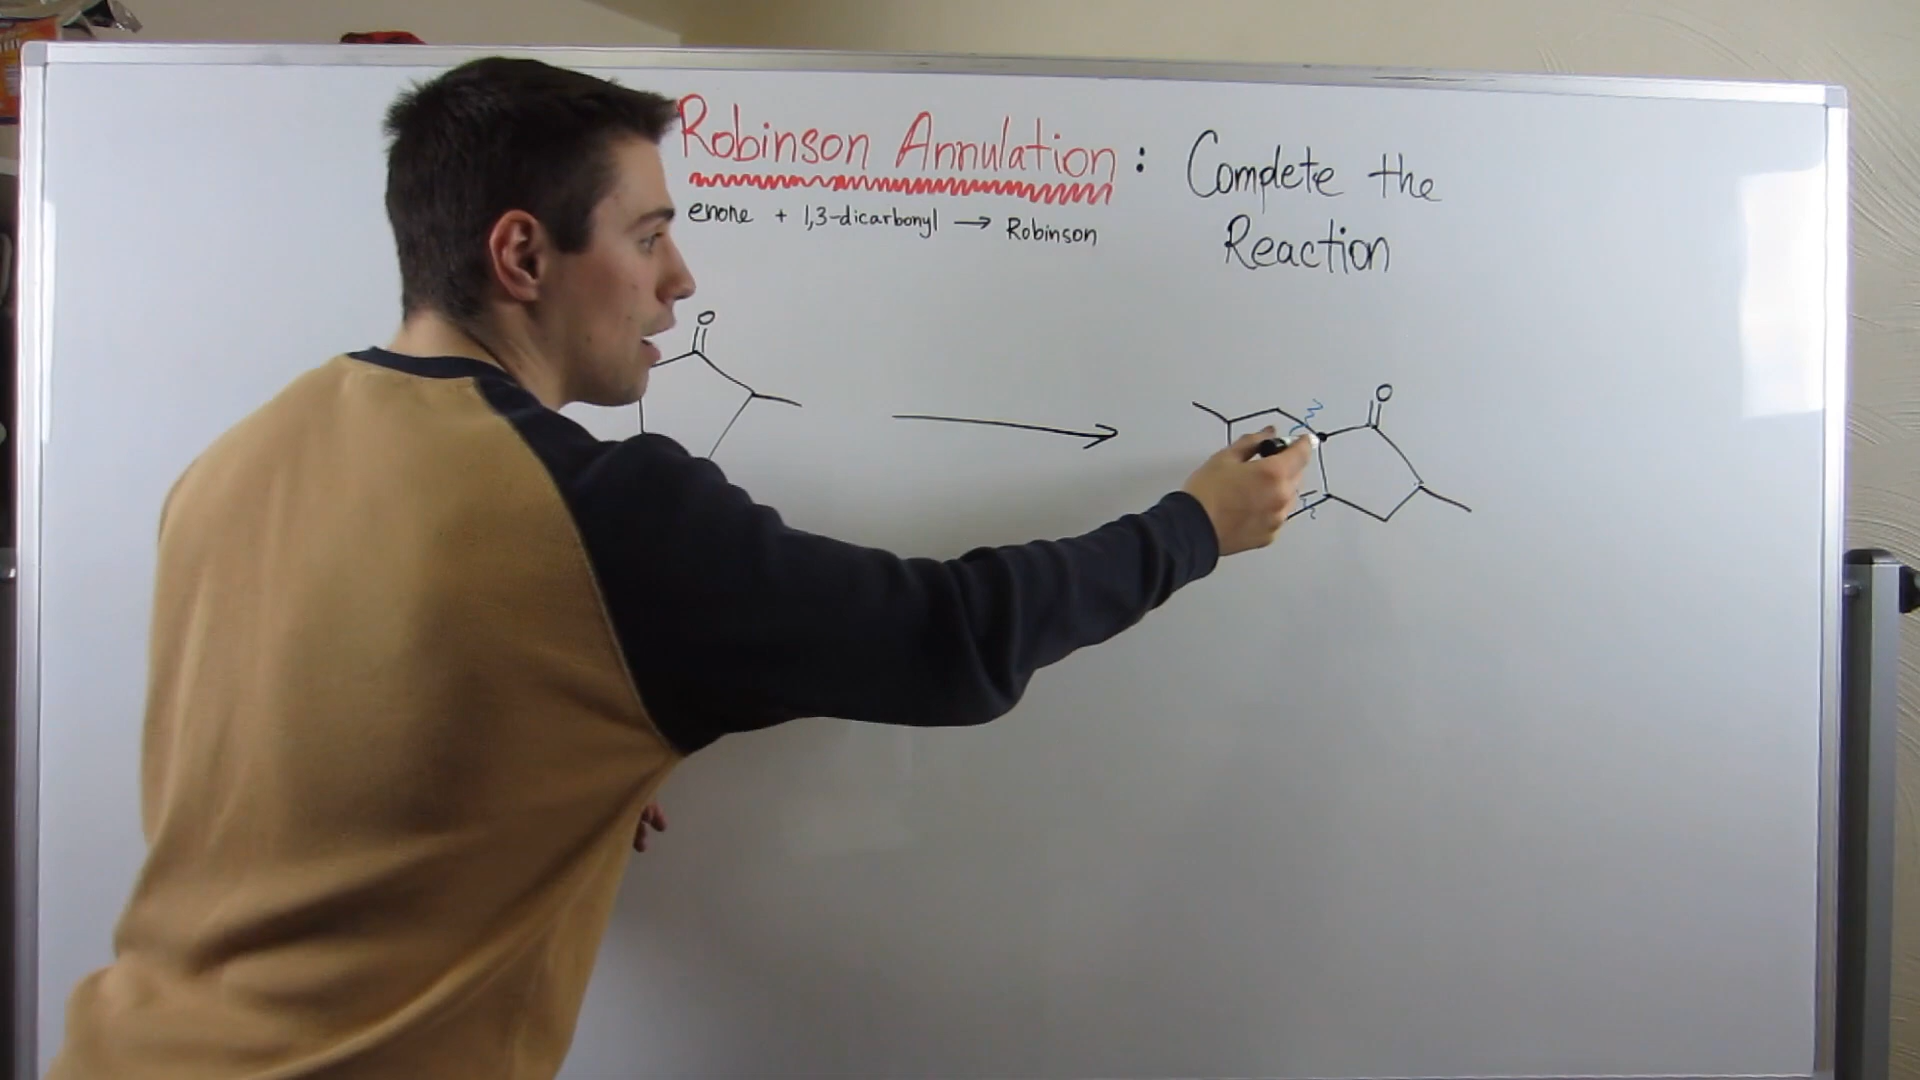 Robinson Annulation : Complete the
Reaction
enone + 1,3-dicarbonyl → Robinson
O
O